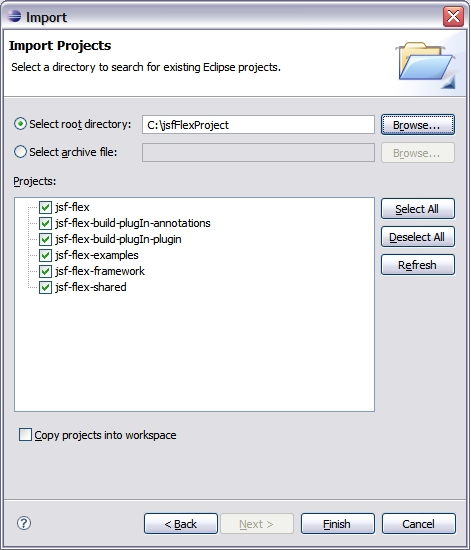 Import
Import Projects
Select a directory to search for existing Eclipse projects.
Select root directory: C:\jsfFlexProject Browse...
Select archive file: Browse...
Projects:
jsf-flex Select All
jsf-flex-build-plugIn-annotations
jsf-flex-build-plugIn-plugin Deselect All
jsf-flex-examples
jsf-flex-framework Refresh
jsf-flex-shared
Copy projects into workspace
? < Back Next > Finish Cancel